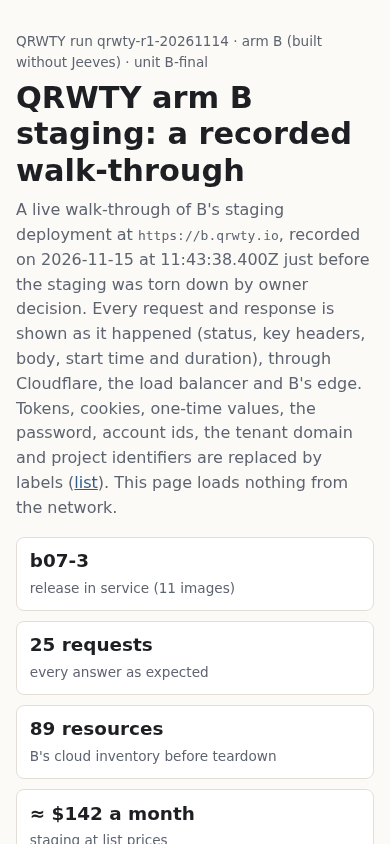 QRWTY run qrwty-r1-20261114 · arm B (built
without Jeeves) · unit B-final
QRWTY arm B
staging: a recorded
walk-through
A live walk-through of B's staging
deployment at https://b.qrwty.io, recorded
on 2026-11-15 at 11:43:38.400Z just before
the staging was torn down by owner
decision. Every request and response is
shown as it happened (status, key headers,
body, start time and duration), through
Cloudflare, the load balancer and B's edge.
Tokens, cookies, one-time values, the
password, account ids, the tenant domain
and project identifiers are replaced by
labels (list). This page loads nothing from
the network.
b07-3
release in service (11 images)
25 requests
every answer as expected
89 resources
B's cloud inventory before teardown
≈ $142 a month
staging at list prices